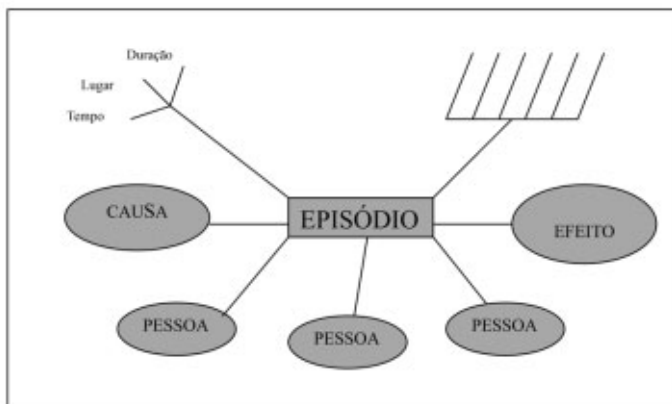 Duração
Lugar
Tempo
CAUSA
EPISÓDIO
EFEITO
PESSOA
PESSOA
PESSOA